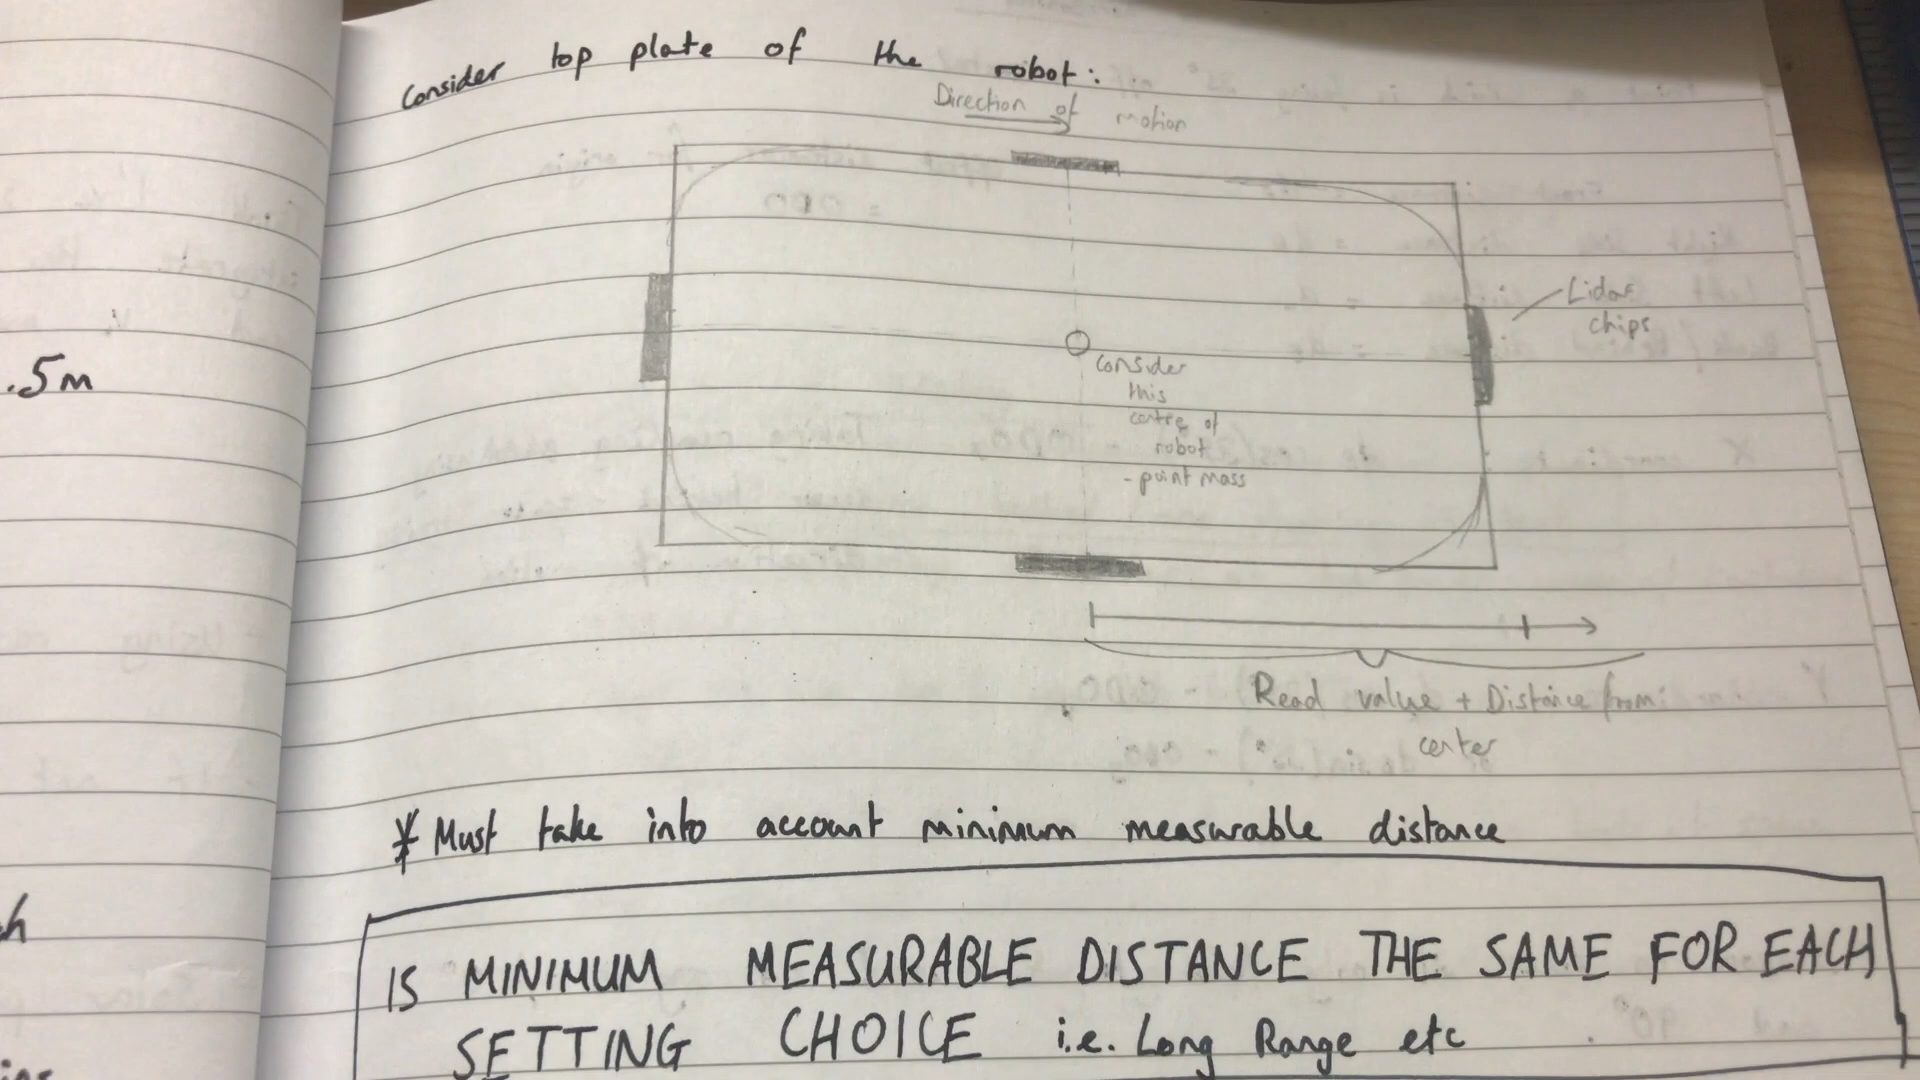 .5m
h
Consider top plate of the robot:
Direction of motion
Lidar
chips
consider
this
centre of
robot
- point mass
Read value + Distance from
center
* Must take into account minimum measurable distance
IS MINIMUM MEASURABLE DISTANCE THE SAME FOR EACH
SETTING CHOICE i.e. Long Range etc